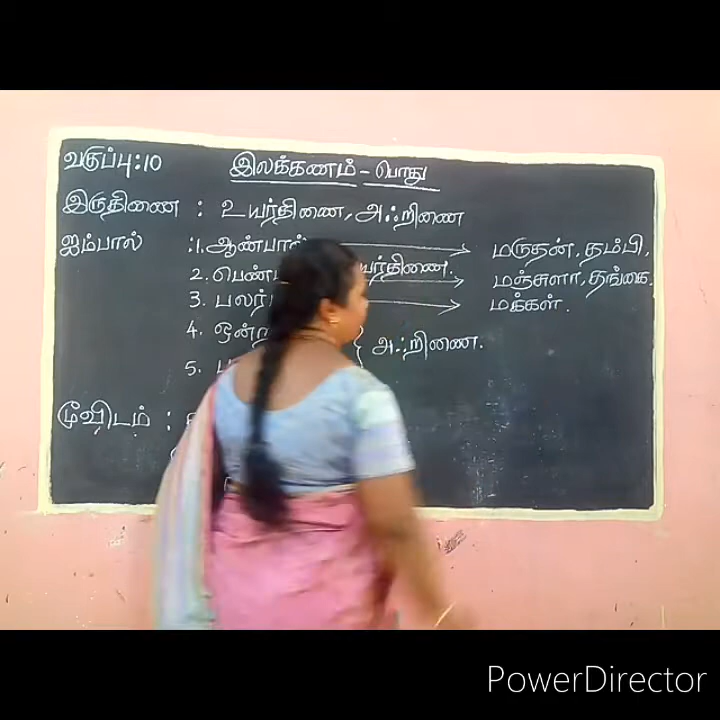 வகுப்பு:10 இலக்கணம் - பொது
இருதிணை : உயர்திணை, அஃறிணை
ஐம்பால் :1. ஆண்பால் மருதன், தம்பி,
2. உயர்திணை. மஞ்சுளா, தங்கை.
3. மக்கள்.
4. அஃறிணை.
5.
மூவிடம் :
PowerDirector